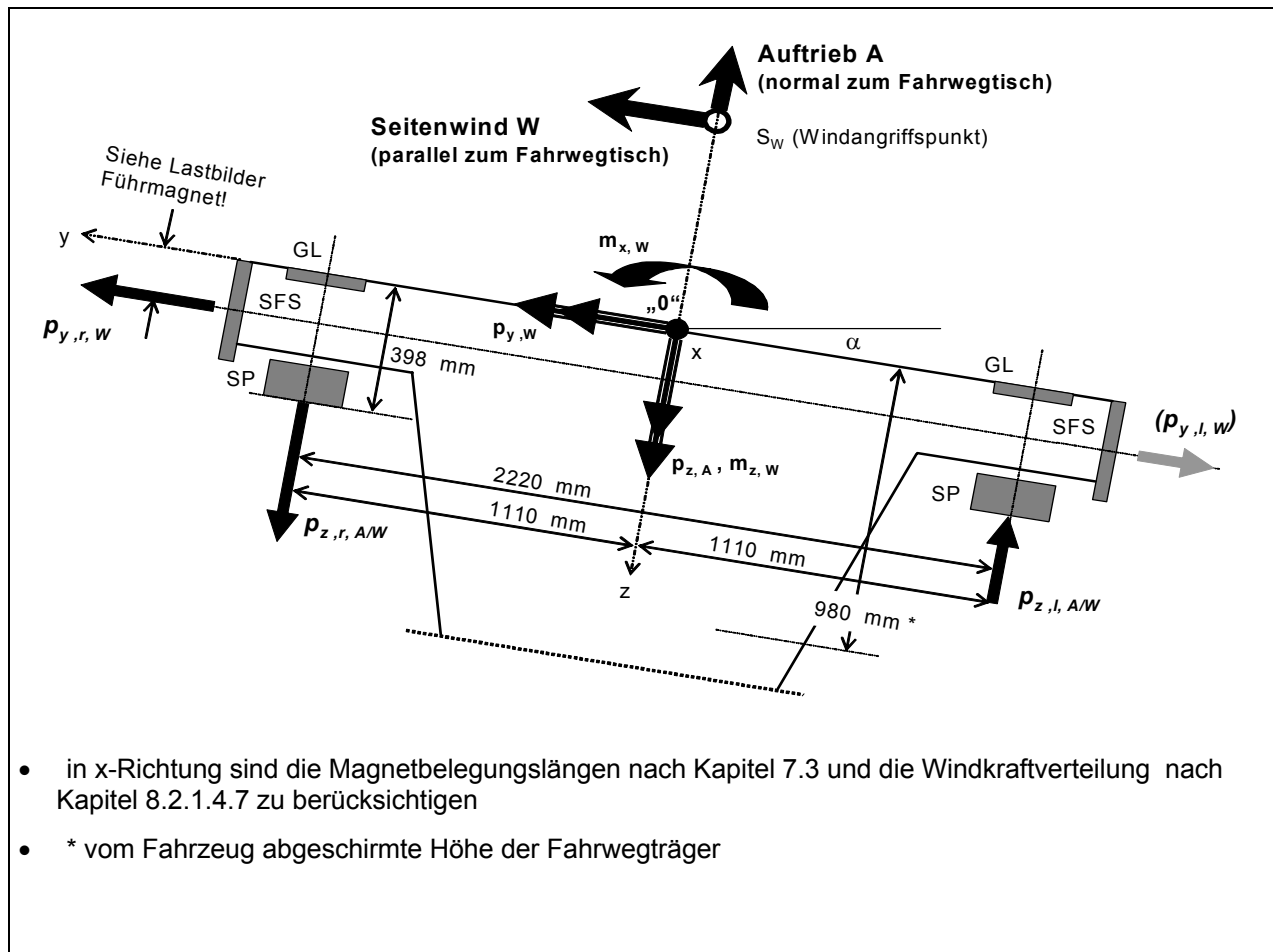 Auftrieb A
(normal zum Fahrwegtisch)
Seitenwind W
(parallel zum Fahrwegtisch)
S_W (Windangriffspunkt)
Siehe Lastbilder
Führmagnet!
y
GL
m_x, W
SFS
„0“
p_y ,r, W
p_y ,W
x
α
398 mm
SP
GL
SFS
(p_y ,l, W)
p_z, A , m_z, W
2220 mm
SP
1110 mm
1110 mm
p_z ,r, A/W
z
p_z ,l, A/W
980 mm *
• in x-Richtung sind die Magnetbelegungslängen nach Kapitel 7.3 und die Windkraftverteilung nach
Kapitel 8.2.1.4.7 zu berücksichtigen
• * vom Fahrzeug abgeschirmte Höhe der Fahrwegträger